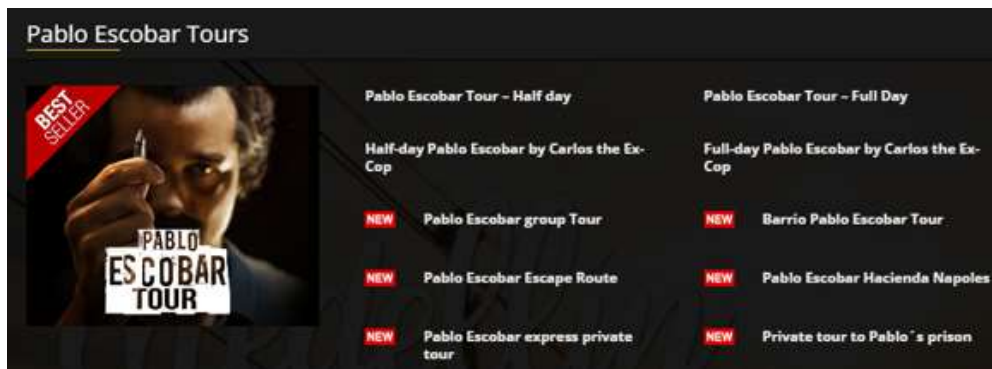 Pablo Escobar Tours
BEST
SELLER
PABLO
ESCOBAR
TOUR
Pablo Escobar Tour – Half day
Pablo Escobar Tour – Full Day
Half-day Pablo Escobar by Carlos the Ex-
Cop
Full-day Pablo Escobar by Carlos the Ex-
Cop
NEW Pablo Escobar group Tour
NEW Barrio Pablo Escobar Tour
NEW Pablo Escobar Escape Route
NEW Pablo Escobar Hacienda Napoles
NEW Pablo Escobar express private
tour
NEW Private tour to Pablo´s prison